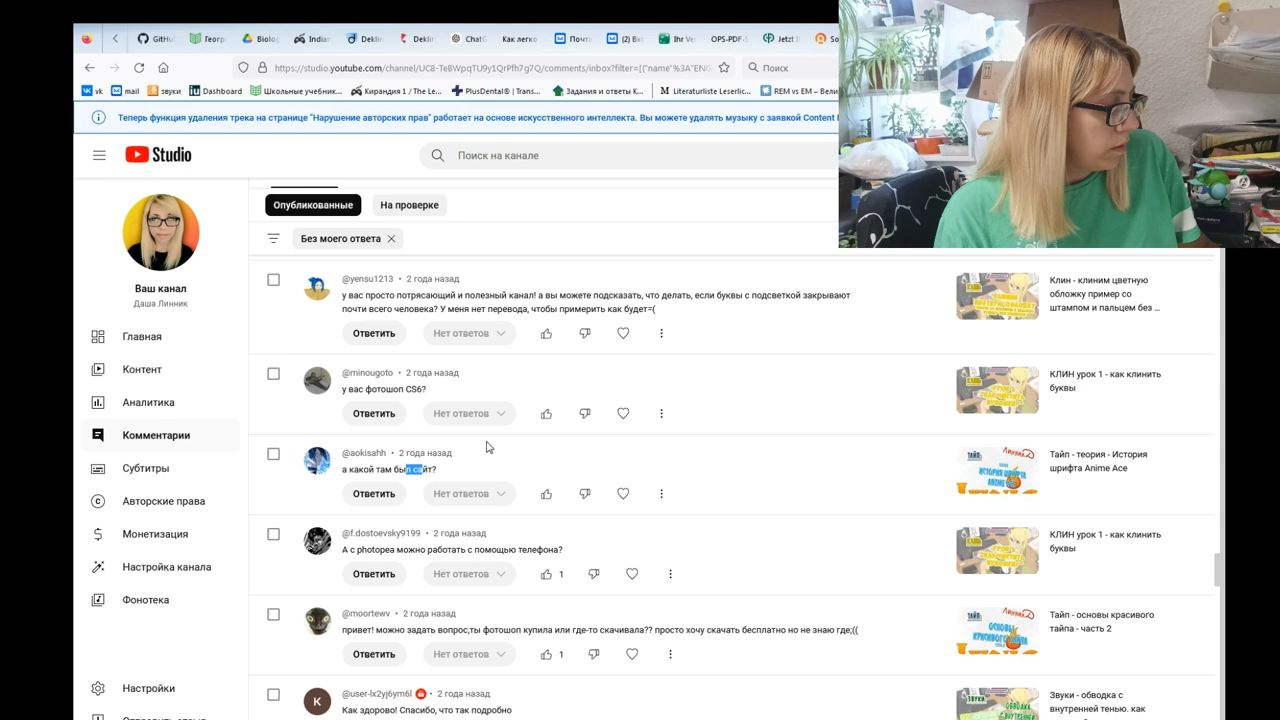 GitHu
Геогр
Биоло
Indian
Deklin
Deklin
ChatG
Как легко
Почта
(2) Вх
Ihr Ve
OPS-PDF-S
Jetzt B
So
https://studio.youtube.com/channel/UC8-TeBWpqTU9y1QrPfh7g7Q/comments/inbox?filter=[{"name"%3A"ENG
Поиск
vk
mail
звуки
Dashboard
Школьные учебник...
Кирандия 1 / The Le...
PlusDental® | Trans...
Задания и ответы К...
Literaturliste Leserlic...
REM vs EM — Вели
Теперь функция удаления трека на странице "Нарушение авторских прав" работает на основе искусственного интеллекта. Вы можете удалять музыку с заявкой Content I
Studio
Поиск на канале
Ваш канал
Даша Линник
Главная
Контент
Аналитика
Комментарии
Субтитры
Авторские права
Монетизация
Настройка канала
Фонотека
Настройки
Отправить отзыв
Опубликованные
На проверке
Без моего ответа
@yensu1213 • 2 года назад
у вас просто потрясающий и полезный канал! а вы можете подсказать, что делать, если буквы с подсветкой закрывают
почти всего человека? У меня нет перевода, чтобы примерить как будет=(
Ответить
Нет ответов
Клин - клиним цветную
обложку пример со
штампом и пальцем без ...
@minougoto • 2 года назад
у вас фотошоп CS6?
Ответить
Нет ответов
КЛИН урок 1 - как клинить
буквы
@aokisahh • 2 года назад
а какой там был сайт?
Ответить
Нет ответов
Тайп - теория - История
шрифта Anime Ace
@f.dostoevsky9199 • 2 года назад
А с photopea можно работать с помощью телефона?
Ответить
Нет ответов
1
КЛИН урок 1 - как клинить
буквы
@moortewv • 2 года назад
привет! можно задать вопрос,ты фотошоп купила или где-то скачивала?? просто хочу скачать бесплатно но не знаю где;((
Ответить
Нет ответов
1
Тайп - основы красивого
тайпа - часть 2
K
@user-lx2yj6ym6l • 2 года назад
Как здорово! Спасибо, что так подробно
Звуки - обводка с
внутренней тенью. как